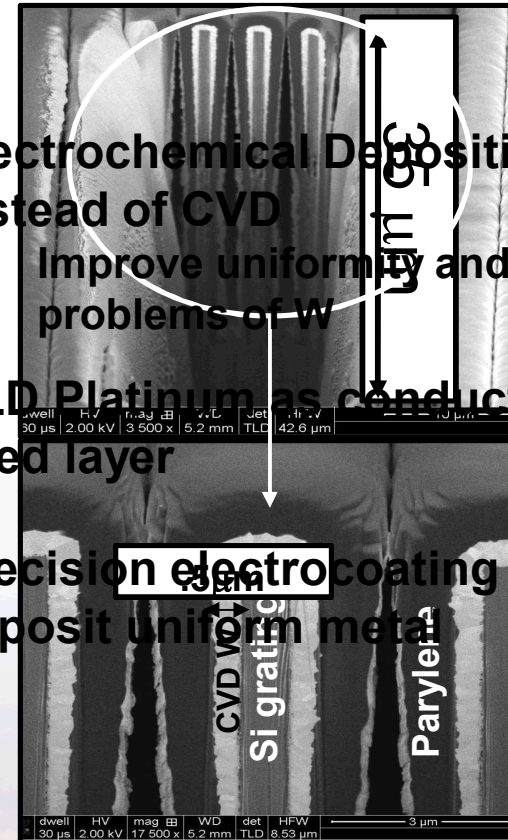 ectrochemical Depositi
stead of CVD
Improve uniformity and
problems of W
35 µm
D Platinum as conduct
ed layer
dwell HV mag WD det HFW
60 µs 2.00 kV 3 500 x 5.2 mm TLD 42.6 µm 10 µm
ecision electrocoating
.5µm
posit uniform metal
CVD W
Si grating
Parylene
dwell HV mag WD det HFW 3 µm
30 µs 2.00 kV 17 500 x 5.2 mm TLD 8.53 µm